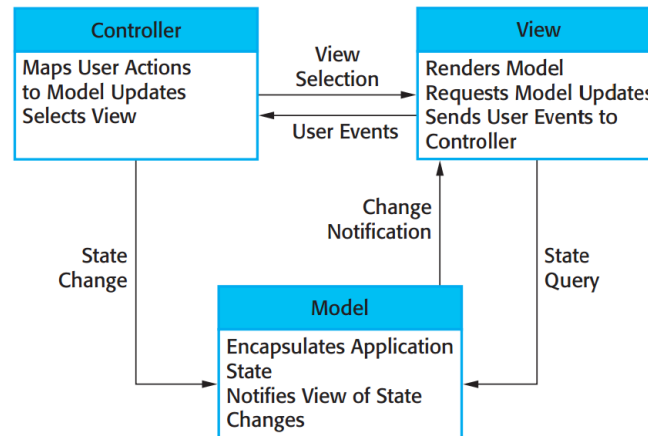 Controller
Maps User Actions
to Model Updates
Selects View
View
Selection
User Events
View
Renders Model
Requests Model Updates
Sends User Events to
Controller
State
Change
Change
Notification
State
Query
Model
Encapsulates Application
State
Notifies View of State
Changes